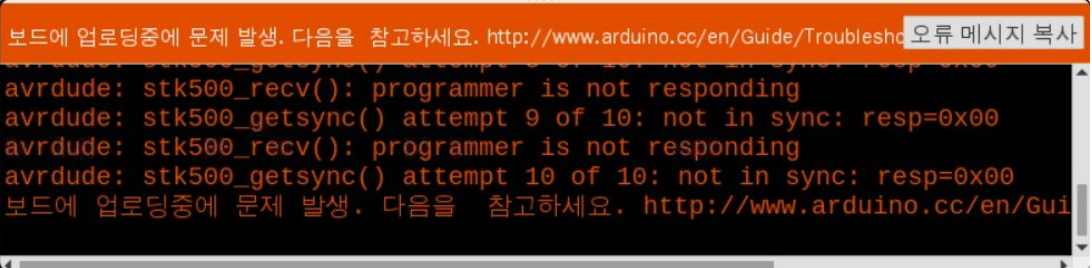 보드에 업로딩중에 문제 발생. 다음을  참고하세요. http://www.arduino.cc/en/Guide/Troublesho
오류 메시지 복사
avrdude: stk500_getsync() attempt 8 of 10: not in sync: resp=0x00
avrdude: stk500_recv(): programmer is not responding
avrdude: stk500_getsync() attempt 9 of 10: not in sync: resp=0x00
avrdude: stk500_recv(): programmer is not responding
avrdude: stk500_getsync() attempt 10 of 10: not in sync: resp=0x00
보드에 업로딩중에 문제 발생. 다음을  참고하세요. http://www.arduino.cc/en/Gui